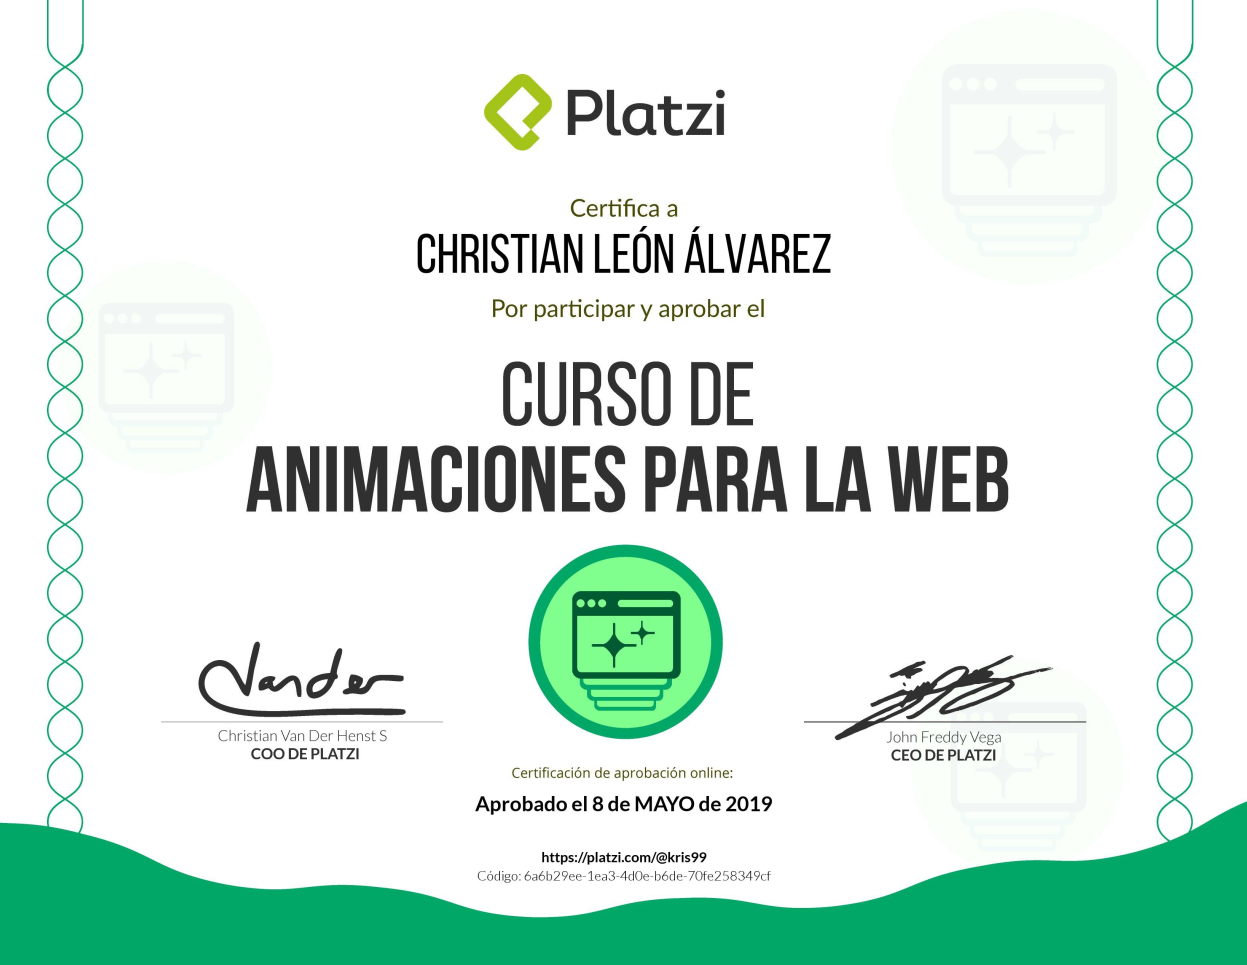 Platzi
Certifica a
CHRISTIAN LEÓN ÁLVAREZ
Por participar y aprobar el
CURSO DE
ANIMACIONES PARA LA WEB
Vander
Christian Van Der Henst S
COO DE PLATZI
John Freddy Vega
CEO DE PLATZI
Certificación de aprobación online:
Aprobado el 8 de MAYO de 2019
https://platzi.com/@kris99
Código: 6a6b29ee-1ea3-4d0e-b6de-70fe258349cf